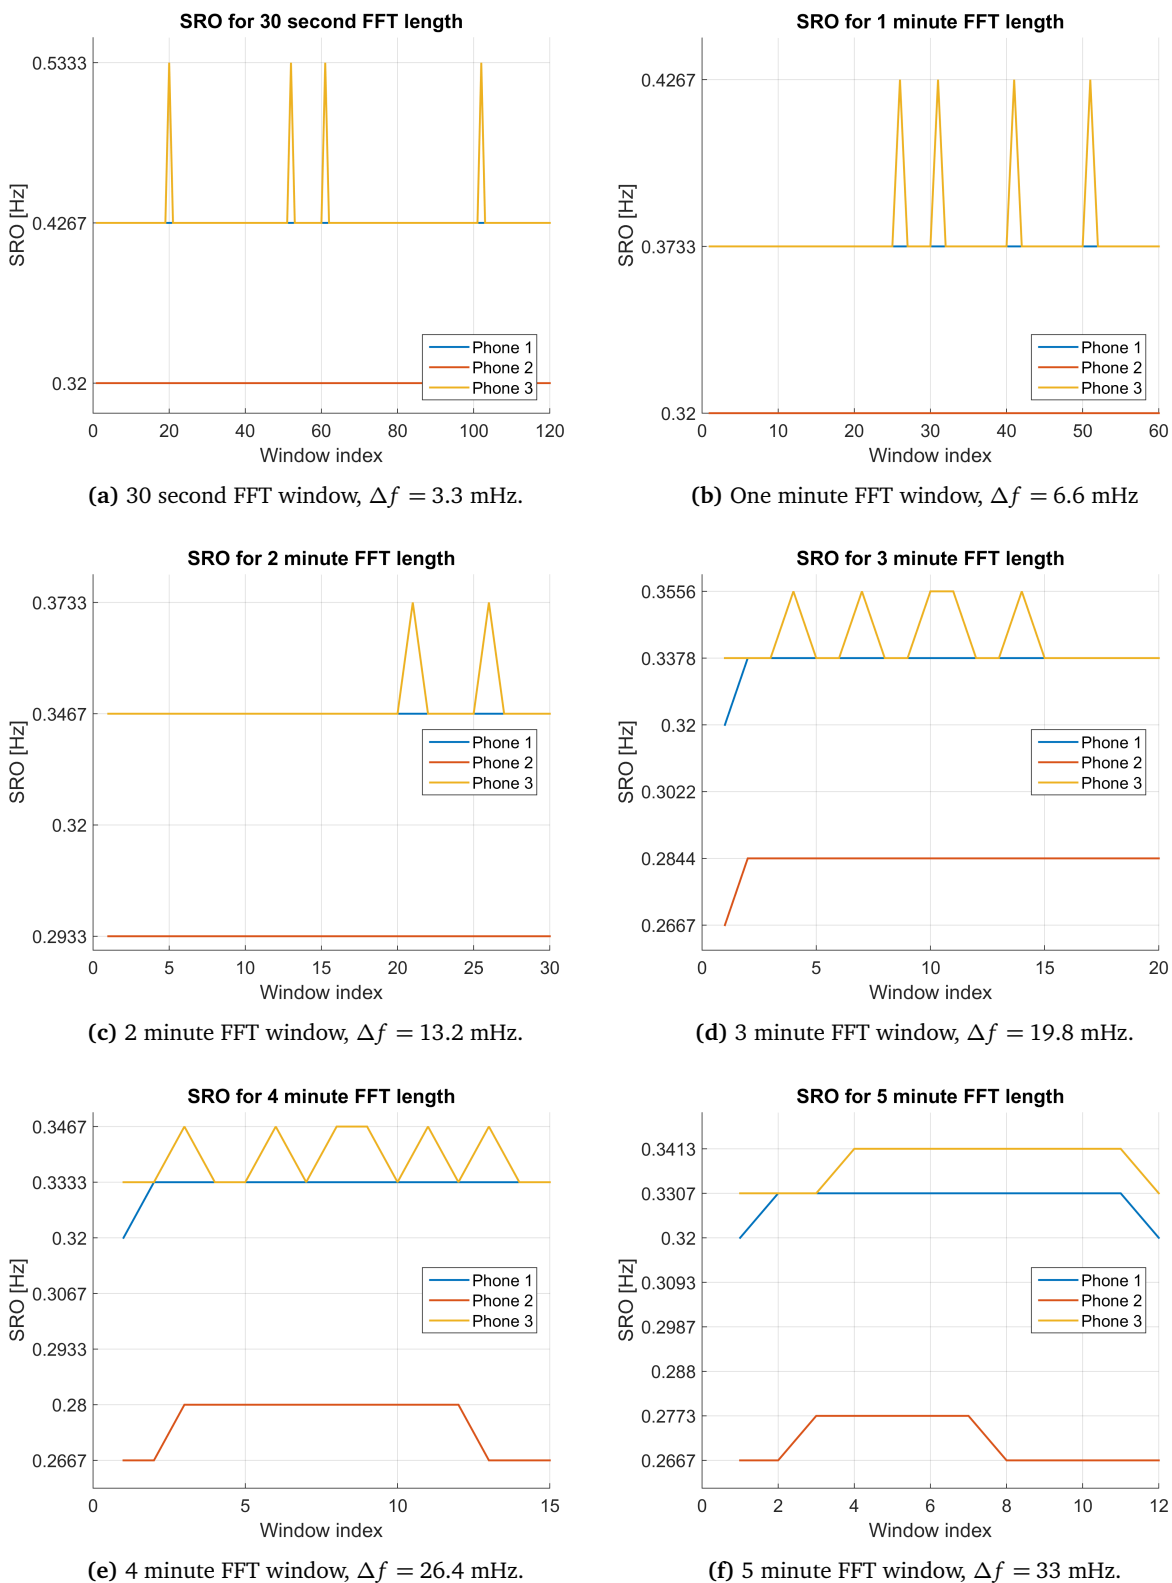 SRO for 30 second FFT length
0.5333
0.4267
0.32
SRO [Hz]
Phone 1
Phone 2
Phone 3
0 20 40 60 80 100 120
Window index
(a) 30 second FFT window, Δf = 3.3 mHz.
SRO for 1 minute FFT length
0.4267
0.3733
0.32
SRO [Hz]
Phone 1
Phone 2
Phone 3
0 10 20 30 40 50 60
Window index
(b) One minute FFT window, Δf = 6.6 mHz
SRO for 2 minute FFT length
0.3733
0.3467
0.32
0.2933
SRO [Hz]
Phone 1
Phone 2
Phone 3
0 5 10 15 20 25 30
Window index
(c) 2 minute FFT window, Δf = 13.2 mHz.
SRO for 3 minute FFT length
0.3556
0.3378
0.32
0.3022
0.2844
0.2667
SRO [Hz]
Phone 1
Phone 2
Phone 3
0 5 10 15 20
Window index
(d) 3 minute FFT window, Δf = 19.8 mHz.
SRO for 4 minute FFT length
0.3467
0.3333
0.32
0.3067
0.2933
0.28
0.2667
SRO [Hz]
Phone 1
Phone 2
Phone 3
0 5 10 15
Window index
(e) 4 minute FFT window, Δf = 26.4 mHz.
SRO for 5 minute FFT length
0.3413
0.3307
0.32
0.3093
0.2987
0.288
0.2773
0.2667
SRO [Hz]
Phone 1
Phone 2
Phone 3
0 2 4 6 8 10 12
Window index
(f) 5 minute FFT window, Δf = 33 mHz.